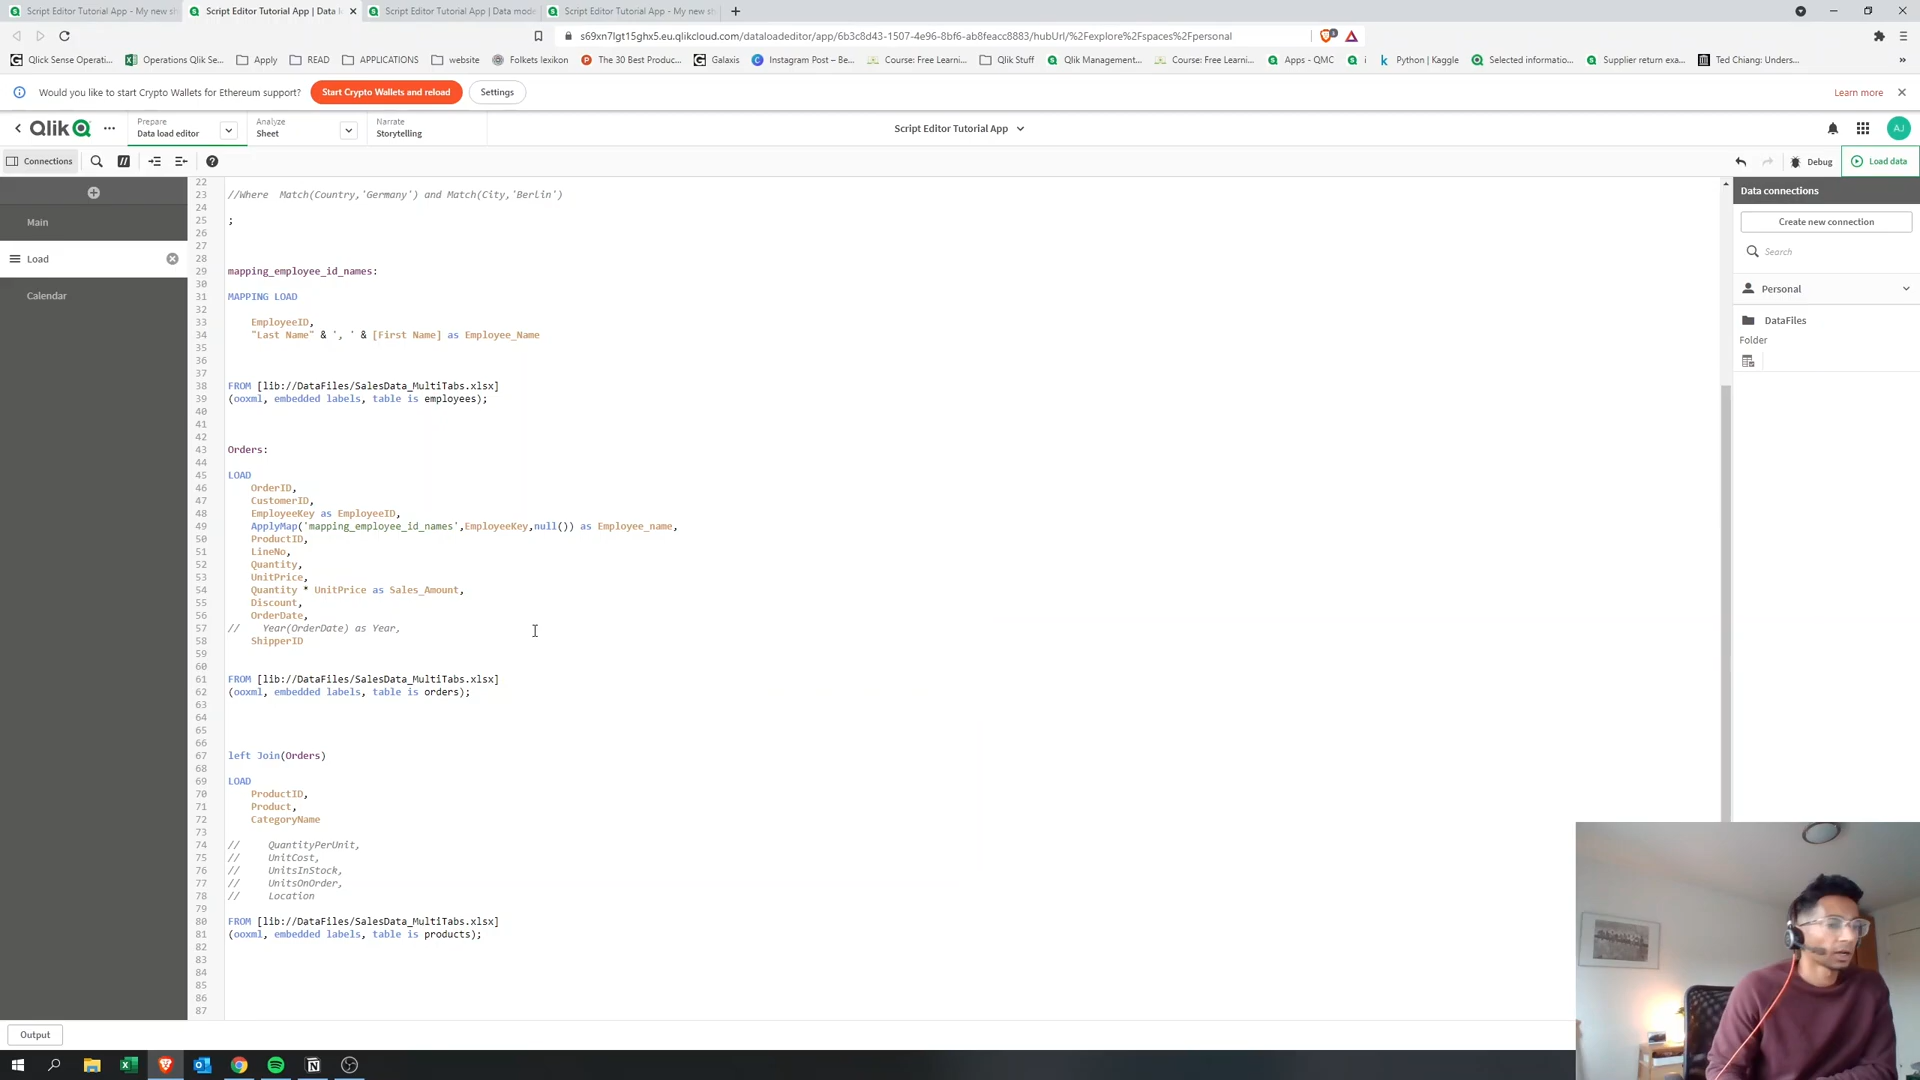 Script Editor Tutorial App - My new sh
Script Editor Tutorial App | Data l
Script Editor Tutorial App | Data mode
Script Editor Tutorial App - My new sh
s69xn7lgt15ghx5.eu.qlikcloud.com/dataloadeditor/app/6b3c8d43-1507-4e96-8bf6-ab8feacc8883/hubUrl/%2Fexplore%2Fspaces%2Fpersonal
Qlick Sense Operati...
Operations Qlik Se...
Apply
READ
APPLICATIONS
website
Folkets lexikon
The 30 Best Produc...
Galaxis
Instagram Post – Be...
Course: Free Learni...
Qlik Stuff
Qlik Management...
Course: Free Learni...
Apps - QMC
i
Python | Kaggle
Selected informatio...
Supplier return exa...
Ted Chiang: Unders...
Would you like to start Crypto Wallets for Ethereum support?
Start Crypto Wallets and reload
Settings
Learn more
Qlik
Prepare
Data load editor
Analyze
Sheet
Narrate
Storytelling
Script Editor Tutorial App
AJ
Connections
Debug
Load data
Main
Load
Calendar
22
23 //Where  Match(Country,'Germany') and Match(City,'Berlin')
24
25 ;
26
27
28
29 mapping_employee_id_names:
30
31 MAPPING LOAD
32
33 EmployeeID,
34 "Last Name" & ', ' & [First Name] as Employee_Name
35
36
37
38 FROM [lib://DataFiles/SalesData_MultiTabs.xlsx]
39 (ooxml, embedded labels, table is employees);
40
41
42
43 Orders:
44
45 LOAD
46 OrderID,
47 CustomerID,
48 EmployeeKey as EmployeeID,
49 ApplyMap('mapping_employee_id_names',EmployeeKey,null()) as Employee_name,
50 ProductID,
51 LineNo,
52 Quantity,
53 UnitPrice,
54 Quantity * UnitPrice as Sales_Amount,
55 Discount,
56 OrderDate,
57 //    Year(OrderDate) as Year,
58 ShipperID
59
60
61 FROM [lib://DataFiles/SalesData_MultiTabs.xlsx]
62 (ooxml, embedded labels, table is orders);
63
64
65
66
67 left Join(Orders)
68
69 LOAD
70 ProductID,
71 Product,
72 CategoryName
73
74 //     QuantityPerUnit,
75 //     UnitCost,
76 //     UnitsInStock,
77 //     UnitsOnOrder,
78 //     Location
79
80 FROM [lib://DataFiles/SalesData_MultiTabs.xlsx]
81 (ooxml, embedded labels, table is products);
82
83
84
85
86
87
Data connections
Create new connection
Search
Personal
DataFiles
Folder
Output